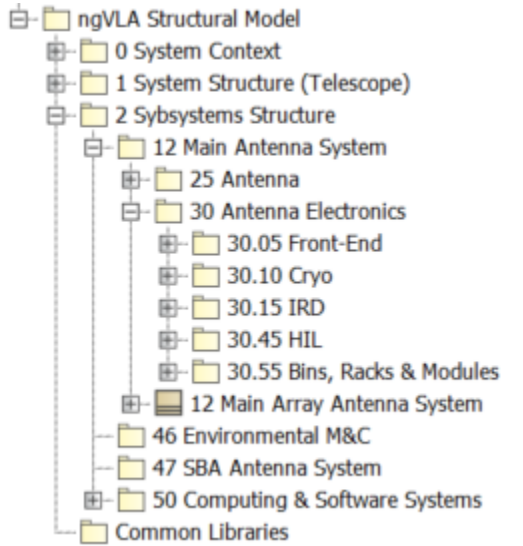 ngVLA Structural Model
0 System Context
1 System Structure (Telescope)
2 Sybsystems Structure
12 Main Antenna System
25 Antenna
30 Antenna Electronics
30.05 Front-End
30.10 Cryo
30.15 IRD
30.45 HIL
30.55 Bins, Racks & Modules
12 Main Array Antenna System
46 Environmental M&C
47 SBA Antenna System
50 Computing & Software Systems
Common Libraries